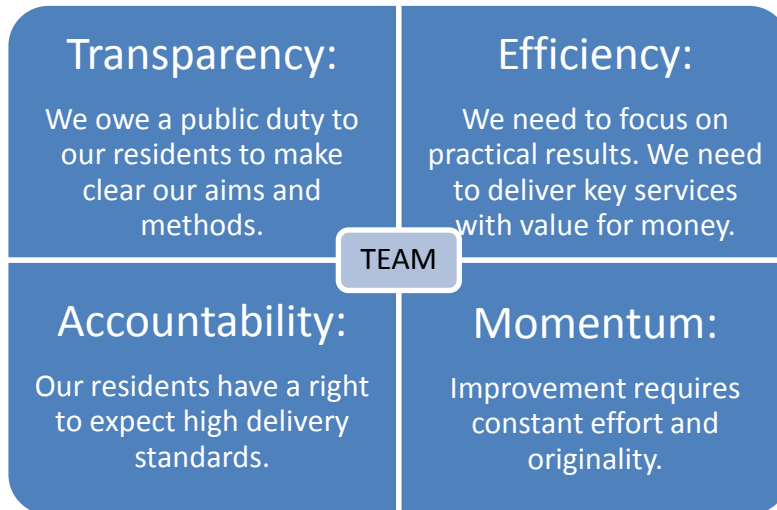 Transparency:
We owe a public duty to
our residents to make
clear our aims and
methods.
Efficiency:
We need to focus on
practical results. We need
to deliver key services
with value for money.
TEAM
Accountability:
Our residents have a right
to expect high delivery
standards.
Momentum:
Improvement requires
constant effort and
originality.